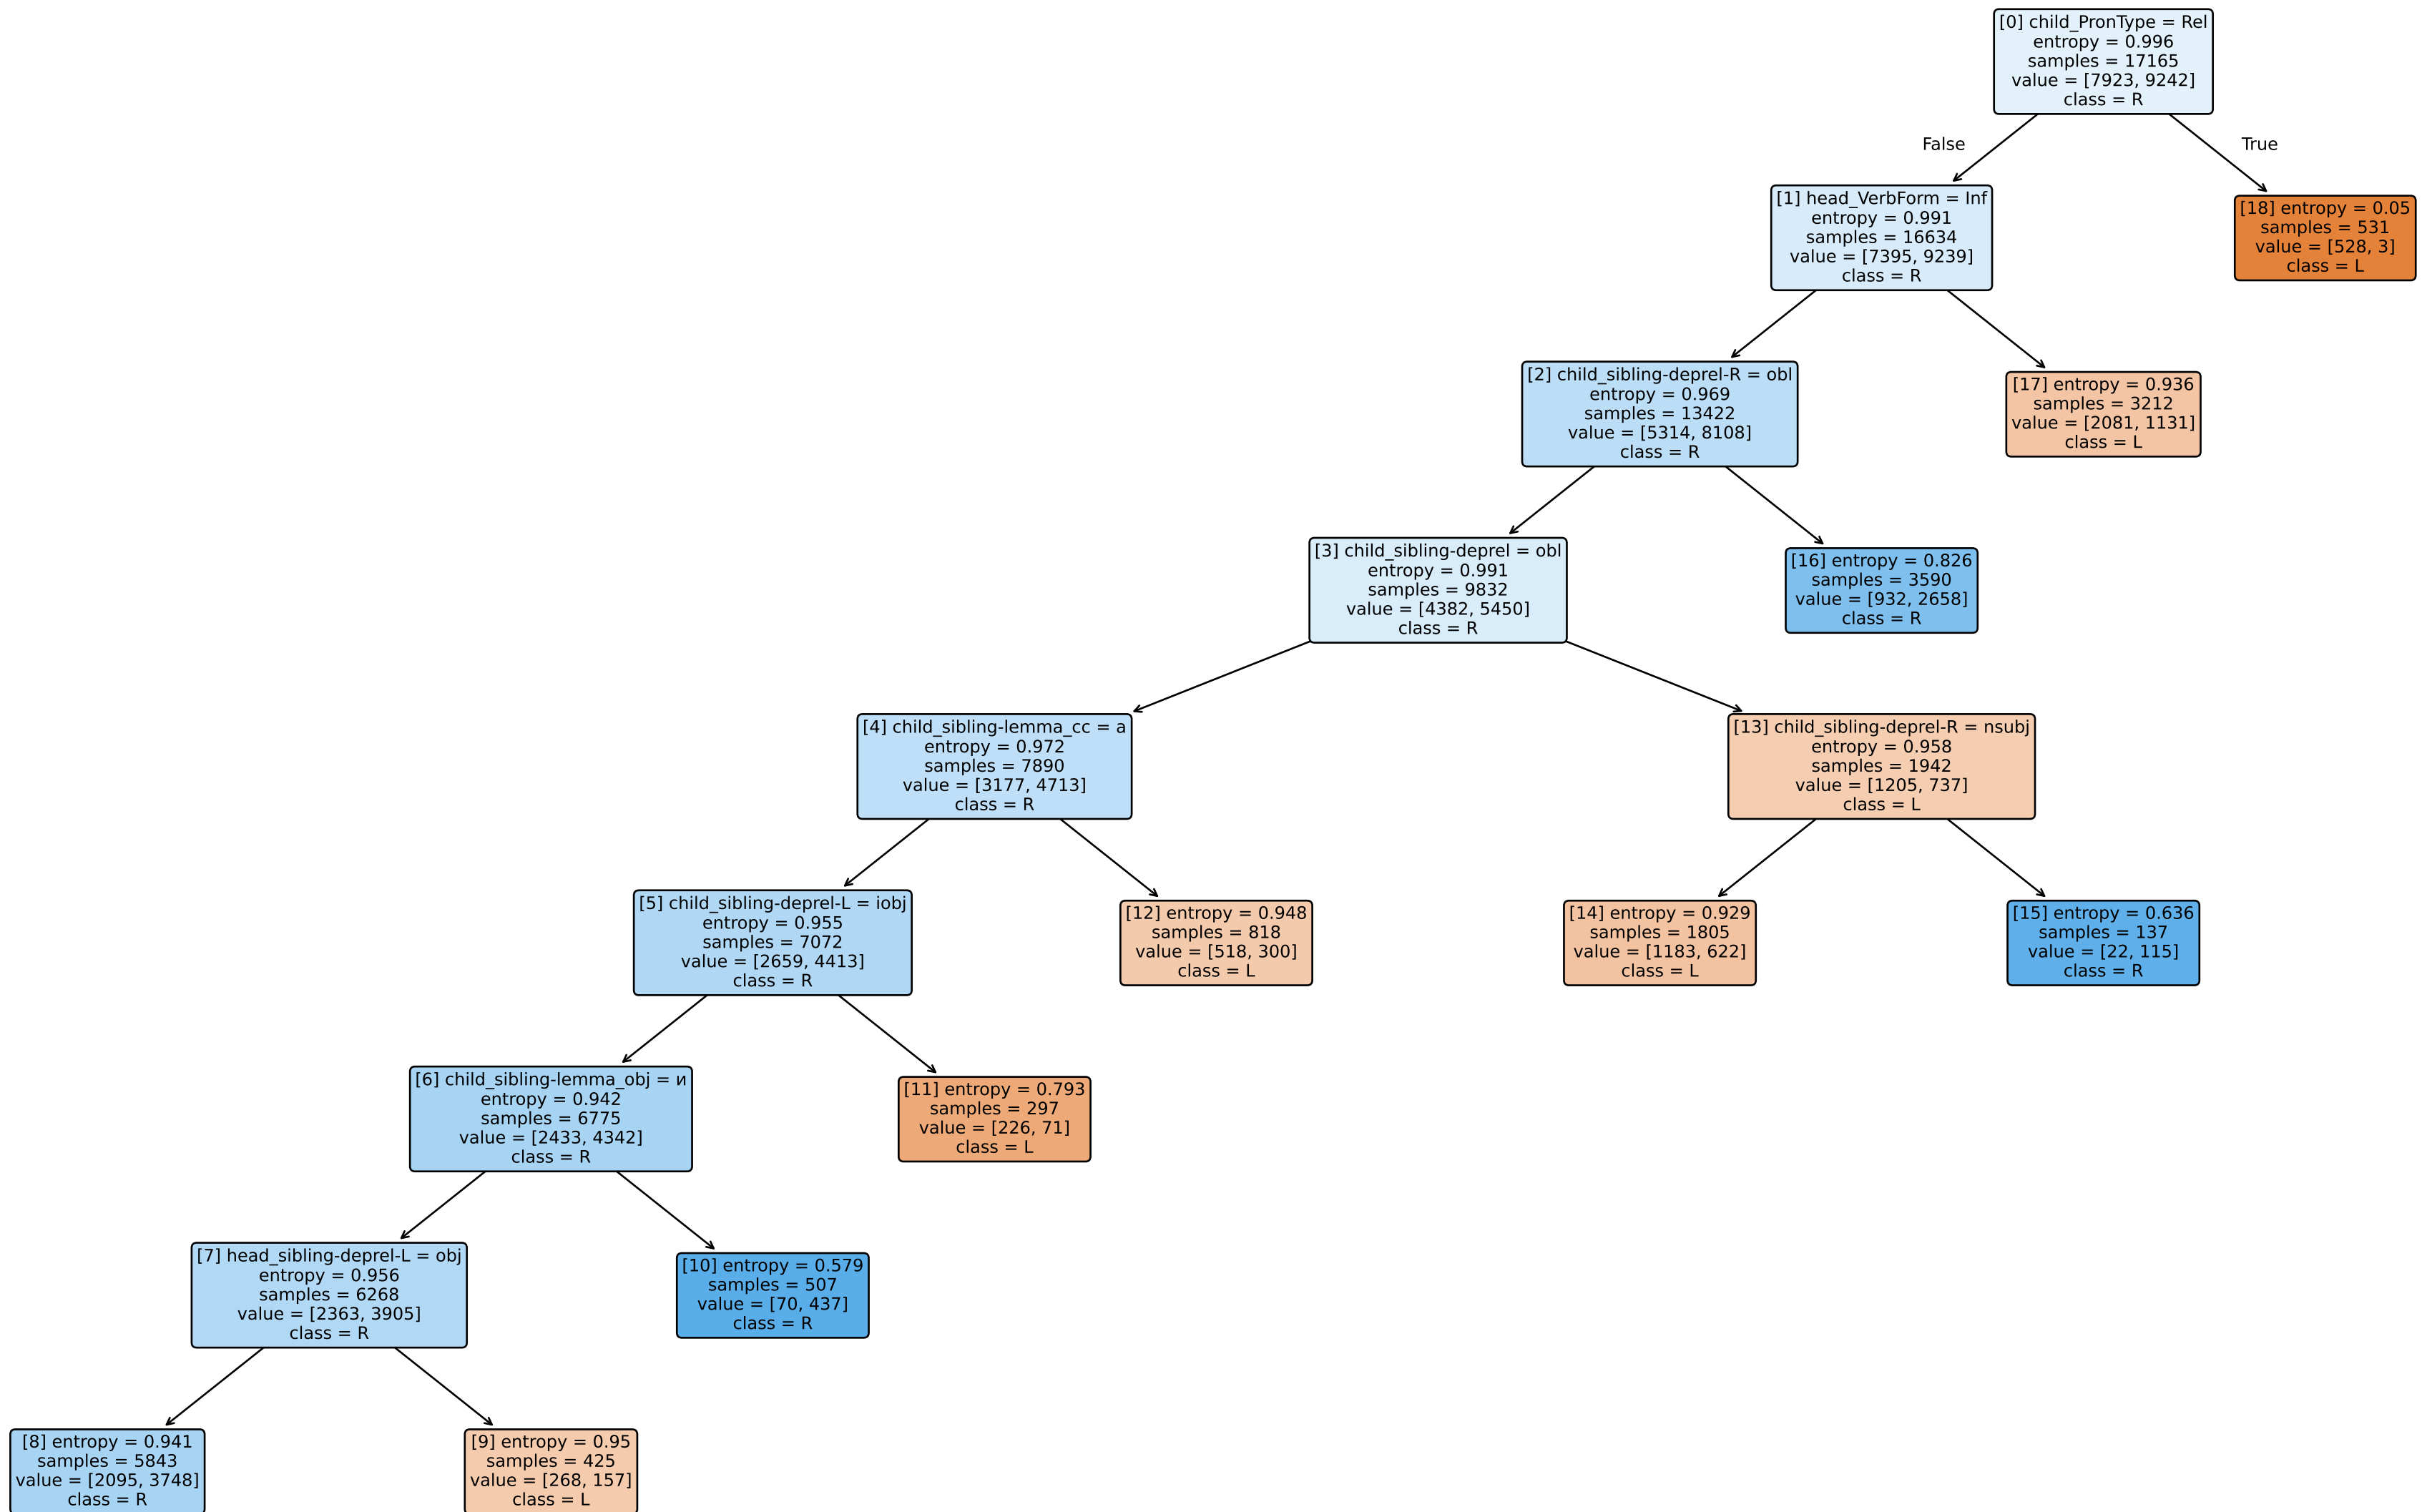 [0] child_PronType = Rel
entropy = 0.996
samples = 17165
value = [7923, 9242]
class = R
False
True
[1] head_VerbForm = Inf
entropy = 0.991
samples = 16634
value = [7395, 9239]
class = R
[18] entropy = 0.05
samples = 531
value = [528, 3]
class = L
[2] child_sibling-deprel-R = obl
entropy = 0.969
samples = 13422
value = [5314, 8108]
class = R
[17] entropy = 0.936
samples = 3212
value = [2081, 1131]
class = L
[3] child_sibling-deprel = obl
entropy = 0.991
samples = 9832
value = [4382, 5450]
class = R
[16] entropy = 0.826
samples = 3590
value = [932, 2658]
class = R
[4] child_sibling-lemma_cc = a
entropy = 0.972
samples = 7890
value = [3177, 4713]
class = R
[13] child_sibling-deprel-R = nsubj
entropy = 0.958
samples = 1942
value = [1205, 737]
class = L
[5] child_sibling-deprel-L = iobj
entropy = 0.955
samples = 7072
value = [2659, 4413]
class = R
[12] entropy = 0.948
samples = 818
value = [518, 300]
class = L
[14] entropy = 0.929
samples = 1805
value = [1183, 622]
class = L
[15] entropy = 0.636
samples = 137
value = [22, 115]
class = R
[6] child_sibling-lemma_obj = и
entropy = 0.942
samples = 6775
value = [2433, 4342]
class = R
[11] entropy = 0.793
samples = 297
value = [226, 71]
class = L
[7] head_sibling-deprel-L = obj
entropy = 0.956
samples = 6268
value = [2363, 3905]
class = R
[10] entropy = 0.579
samples = 507
value = [70, 437]
class = R
[8] entropy = 0.941
samples = 5843
value = [2095, 3748]
class = R
[9] entropy = 0.95
samples = 425
value = [268, 157]
class = L